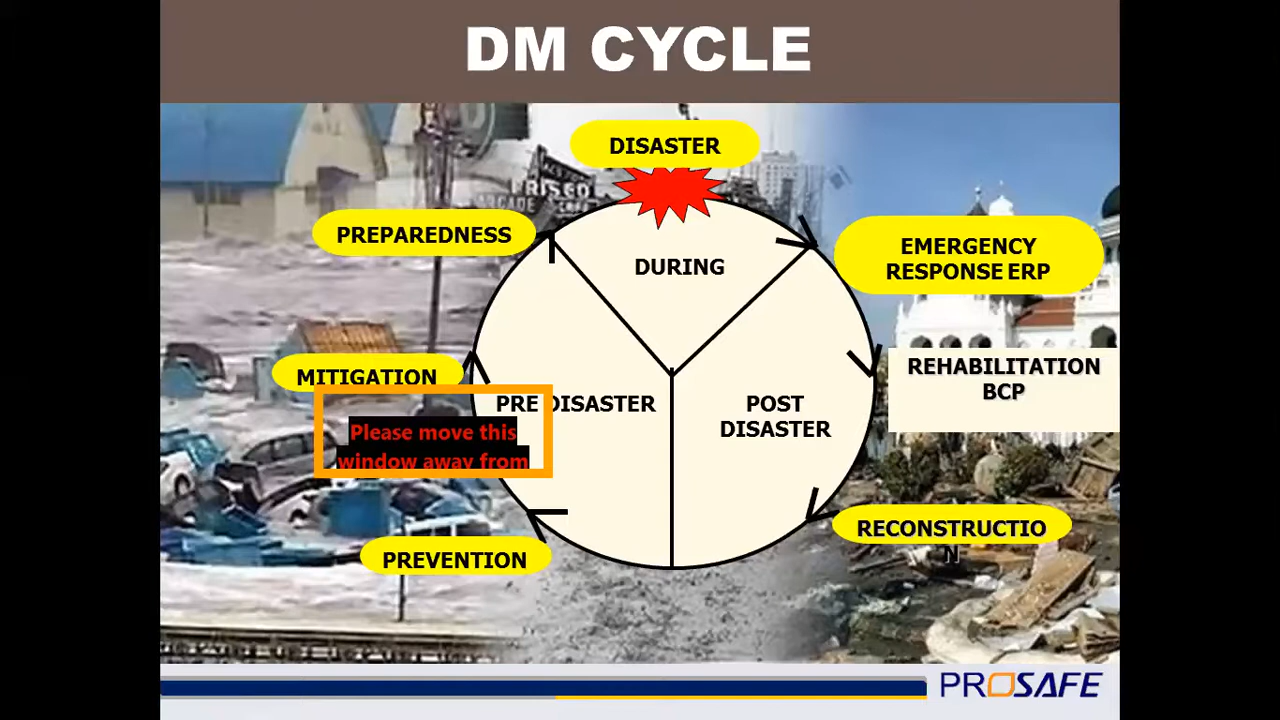 DM CYCLE
DISASTER
PREPAREDNESS
DURING
EMERGENCY
RESPONSE ERP
MITIGATION
REHABILITATION
BCP
PRE DISASTER
POST
DISASTER
Please move this
window away from
RECONSTRUCTIO
N
PREVENTION
PROSAFE